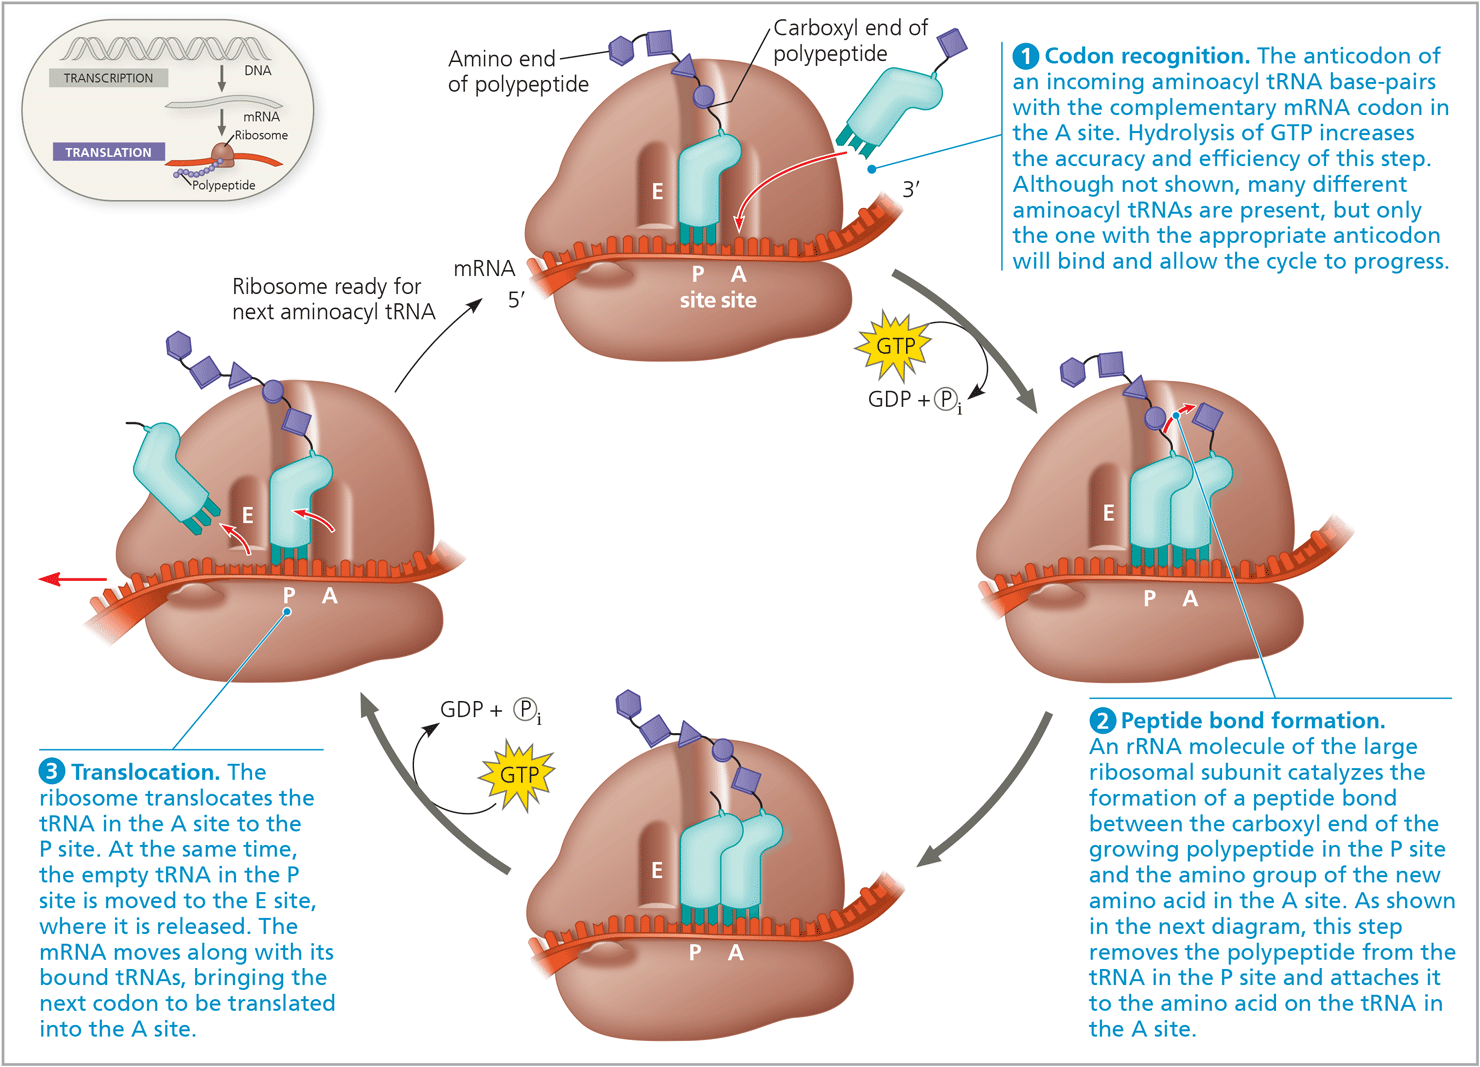 TRANSCRIPTION
DNA
mRNA
Ribosome
TRANSLATION
Polypeptide
Amino end
of polypeptide
Carboxyl end of
polypeptide
E
3′
mRNA
5′
P
site
A
site
1 Codon recognition. The anticodon of
an incoming aminoacyl tRNA base-pairs
with the complementary mRNA codon in
the A site. Hydrolysis of GTP increases
the accuracy and efficiency of this step.
Although not shown, many different
aminoacyl tRNAs are present, but only
the one with the appropriate anticodon
will bind and allow the cycle to progress.
Ribosome ready for
next aminoacyl tRNA
GTP
GDP + Pi
E
P A
E
P A
2 Peptide bond formation.
An rRNA molecule of the large
ribosomal subunit catalyzes the
formation of a peptide bond
between the carboxyl end of the
growing polypeptide in the P site
and the amino group of the new
amino acid in the A site. As shown
in the next diagram, this step
removes the polypeptide from the
tRNA in the P site and attaches it
to the amino acid on the tRNA in
the A site.
GDP + Pi
GTP
E
P A
3 Translocation. The
ribosome translocates the
tRNA in the A site to the
P site. At the same time,
the empty tRNA in the P
site is moved to the E site,
where it is released. The
mRNA moves along with its
bound tRNAs, bringing the
next codon to be translated
into the A site.